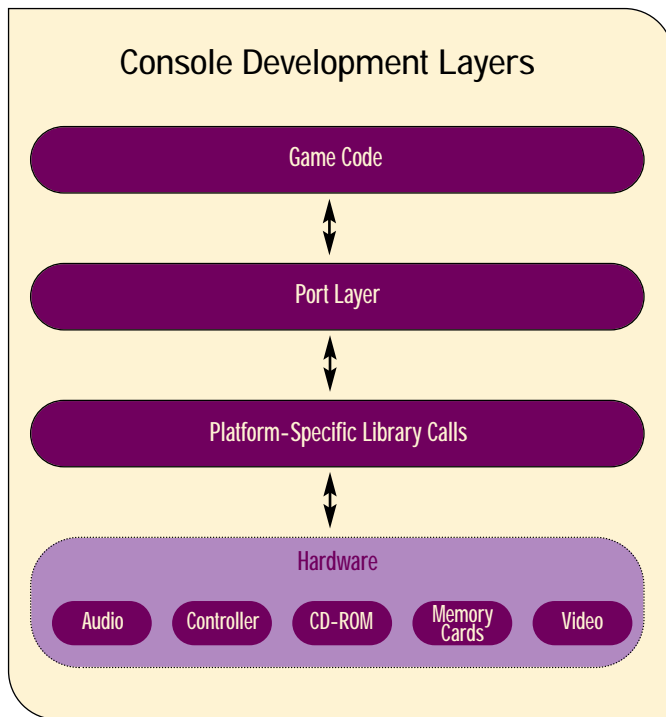 Console Development Layers
Game Code
Port Layer
Platform-Specific Library Calls
Hardware
Audio
Controller
CD-ROM
Memory
Cards
Video